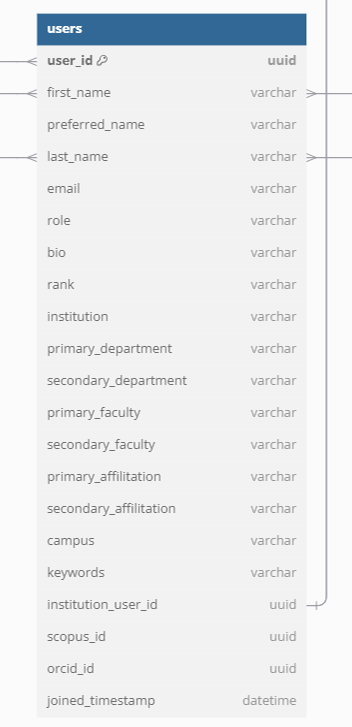 users
user_id uuid
first_name varchar
preferred_name varchar
last_name varchar
email varchar
role varchar
bio varchar
rank varchar
institution varchar
primary_department varchar
secondary_department varchar
primary_faculty varchar
secondary_faculty varchar
primary_affilitation varchar
secondary_affilitation varchar
campus varchar
keywords varchar
institution_user_id uuid
scopus_id uuid
orcid_id uuid
joined_timestamp datetime